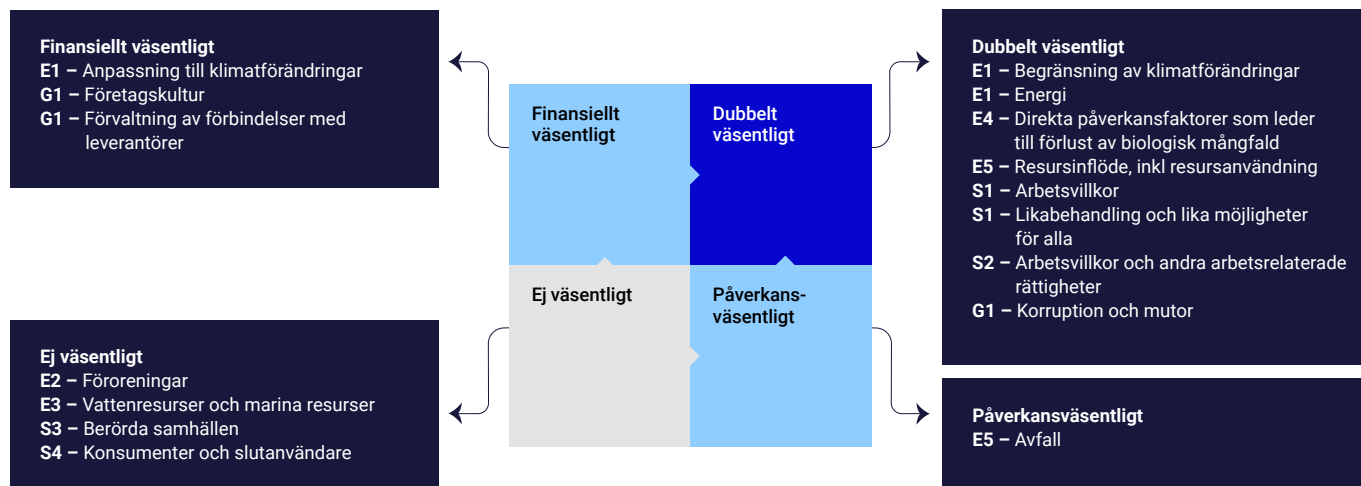 Finansiellt väsentligt
E1 – Anpassning till klimatförändringar
G1 – Företagskultur
G1 – Förvaltning av förbindelser med
leverantörer
Finansiellt
väsentligt
Dubbelt
väsentligt
Dubbelt väsentligt
E1 – Begränsning av klimatförändringar
E1 – Energi
E4 – Direkta påverkansfaktorer som leder
till förlust av biologisk mångfald
E5 – Resursinflöde, inkl resursanvändning
S1 – Arbetsvillkor
S1 – Likabehandling och lika möjligheter
för alla
S2 – Arbetsvillkor och andra arbetsrelaterade
rättigheter
G1 – Korruption och mutor
Ej väsentligt
E2 – Föroreningar
E3 – Vattenresurser och marina resurser
S3 – Berörda samhällen
S4 – Konsumenter och slutanvändare
Ej väsentligt
Påverkans-
väsentligt
Påverkansväsentligt
E5 – Avfall